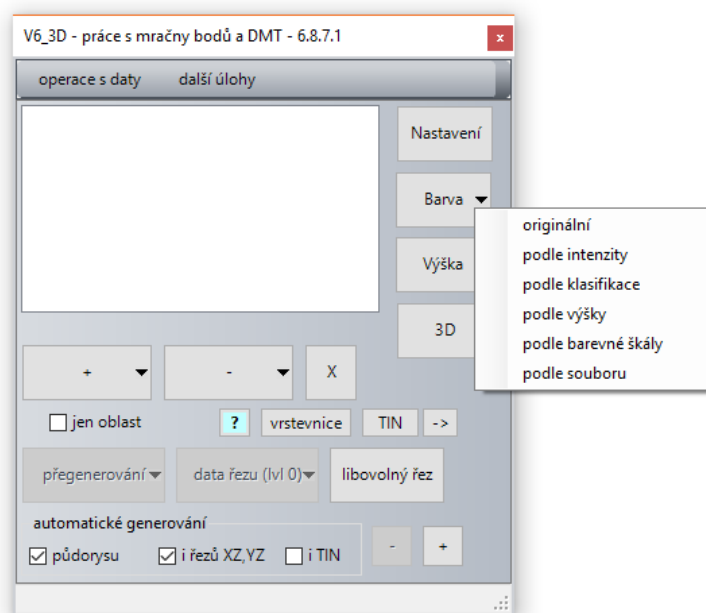 V6_3D - práce s mračny bodů a DMT - 6.8.7.1
x
operace s daty další úlohy
Nastavení
Barva
originální
podle intenzity
podle klasifikace
podle výšky
podle barevné škály
podle souboru
Výška
3D
+ - X
jen oblast ? vrstevnice TIN ->
přegenerování data řezu (lvl 0) libovolný řez
automatické generování
půdorysu i řezů XZ,YZ i TIN - +